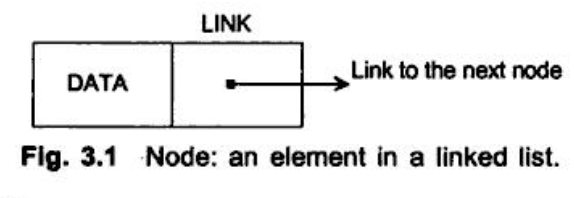 LINK
DATA
Link to the next node
Fig. 3.1 Node: an element in a linked list.